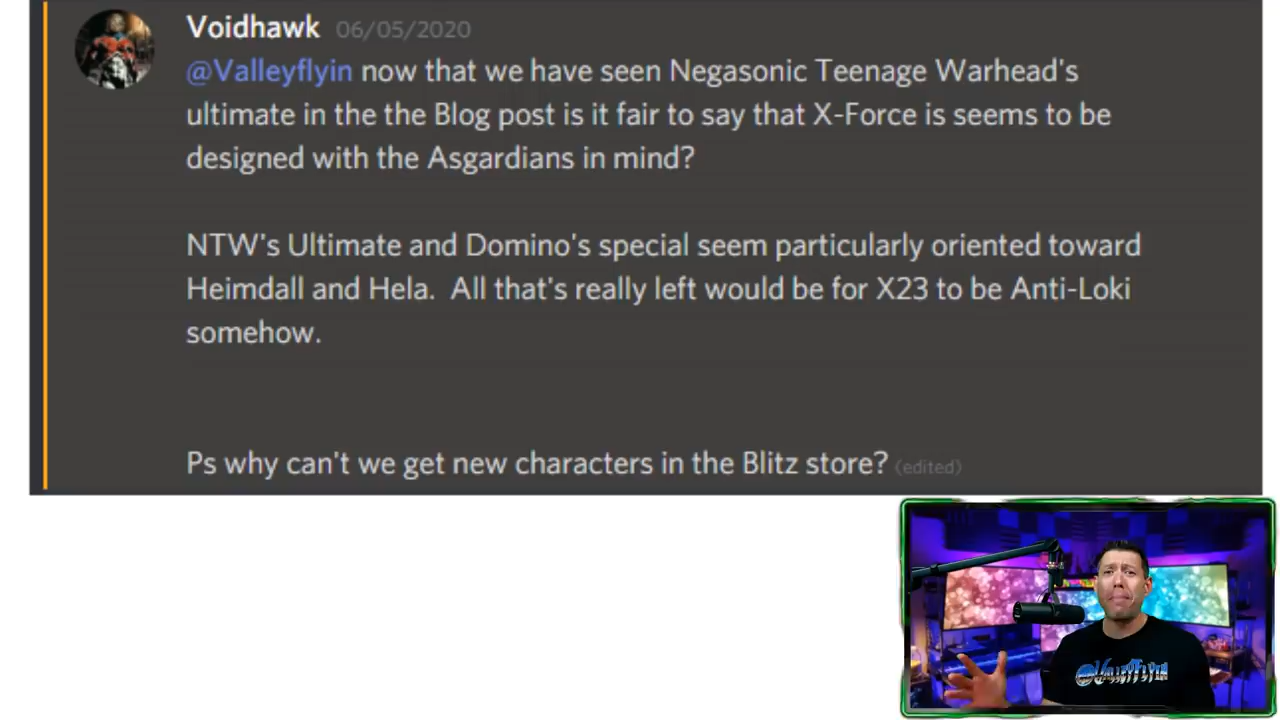 Voidhawk 06/05/2020
@Valleyflyin now that we have seen Negasonic Teenage Warhead's
ultimate in the the Blog post is it fair to say that X-Force is seems to be
designed with the Asgardians in mind?
NTW's Ultimate and Domino's special seem particularly oriented toward
Heimdall and Hela.  All that's really left would be for X23 to be Anti-Loki
somehow.
Ps why can't we get new characters in the Blitz store? (edited)
VALLEYFLYIN